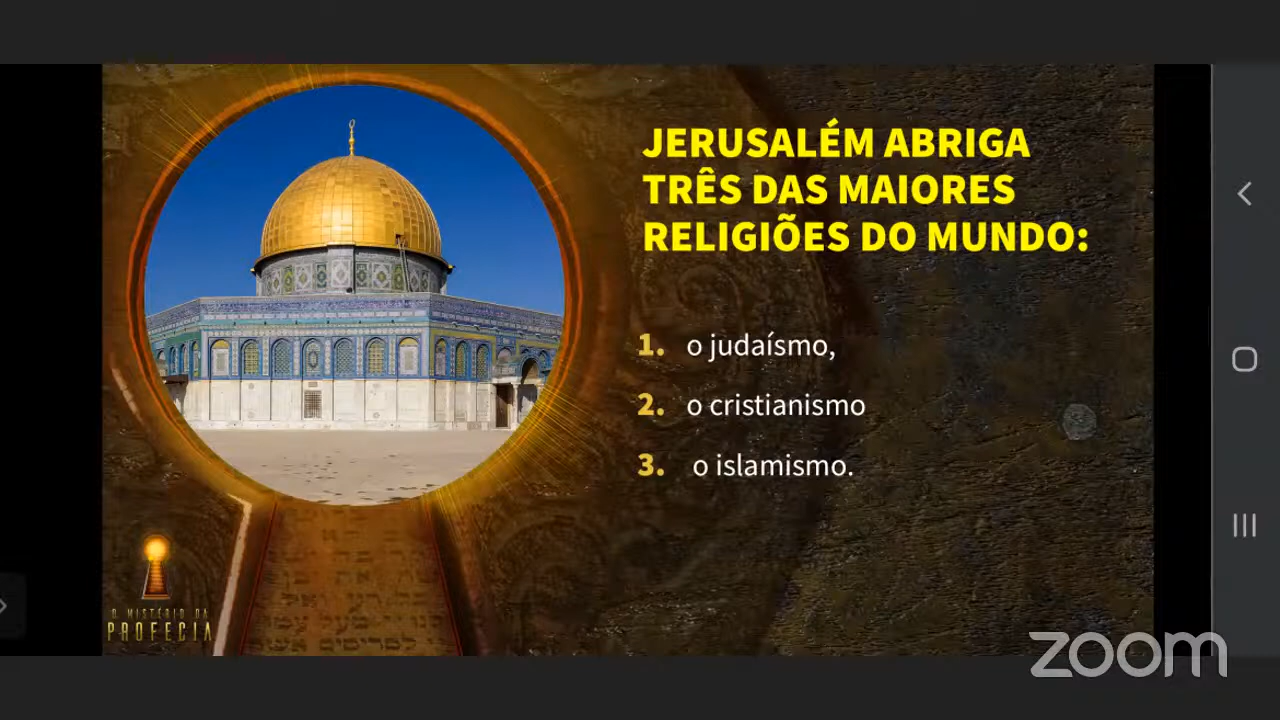 JERUSALÉM ABRIGA
TRÊS DAS MAIORES
RELIGIÕES DO MUNDO:
1. o judaísmo,
2. o cristianismo
3. o islamismo.
O MISTÉRIO DA
PROFECIA
zoom